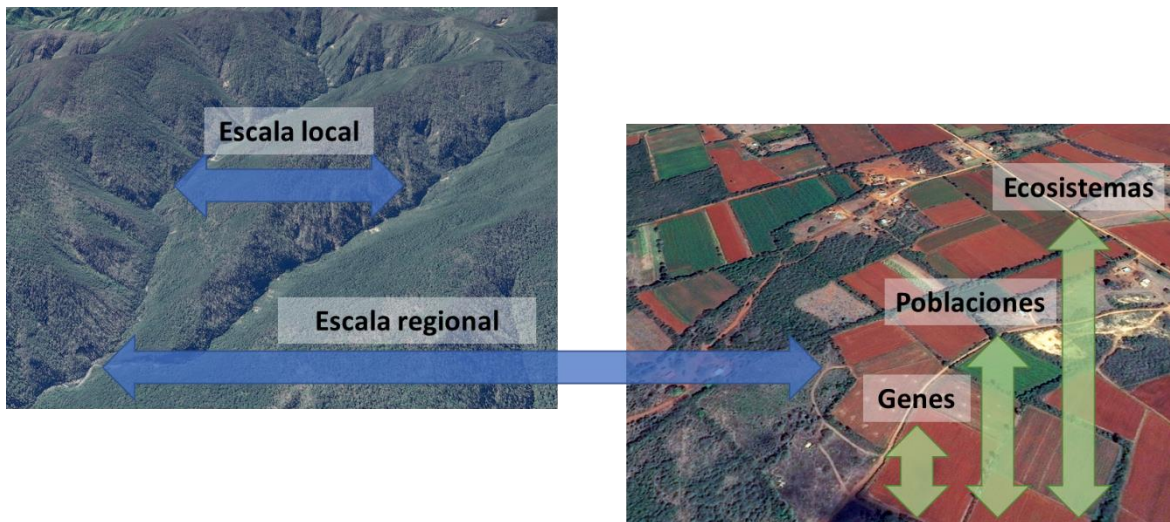 Escala local
Ecosistemas
Poblaciones
Escala regional
Genes